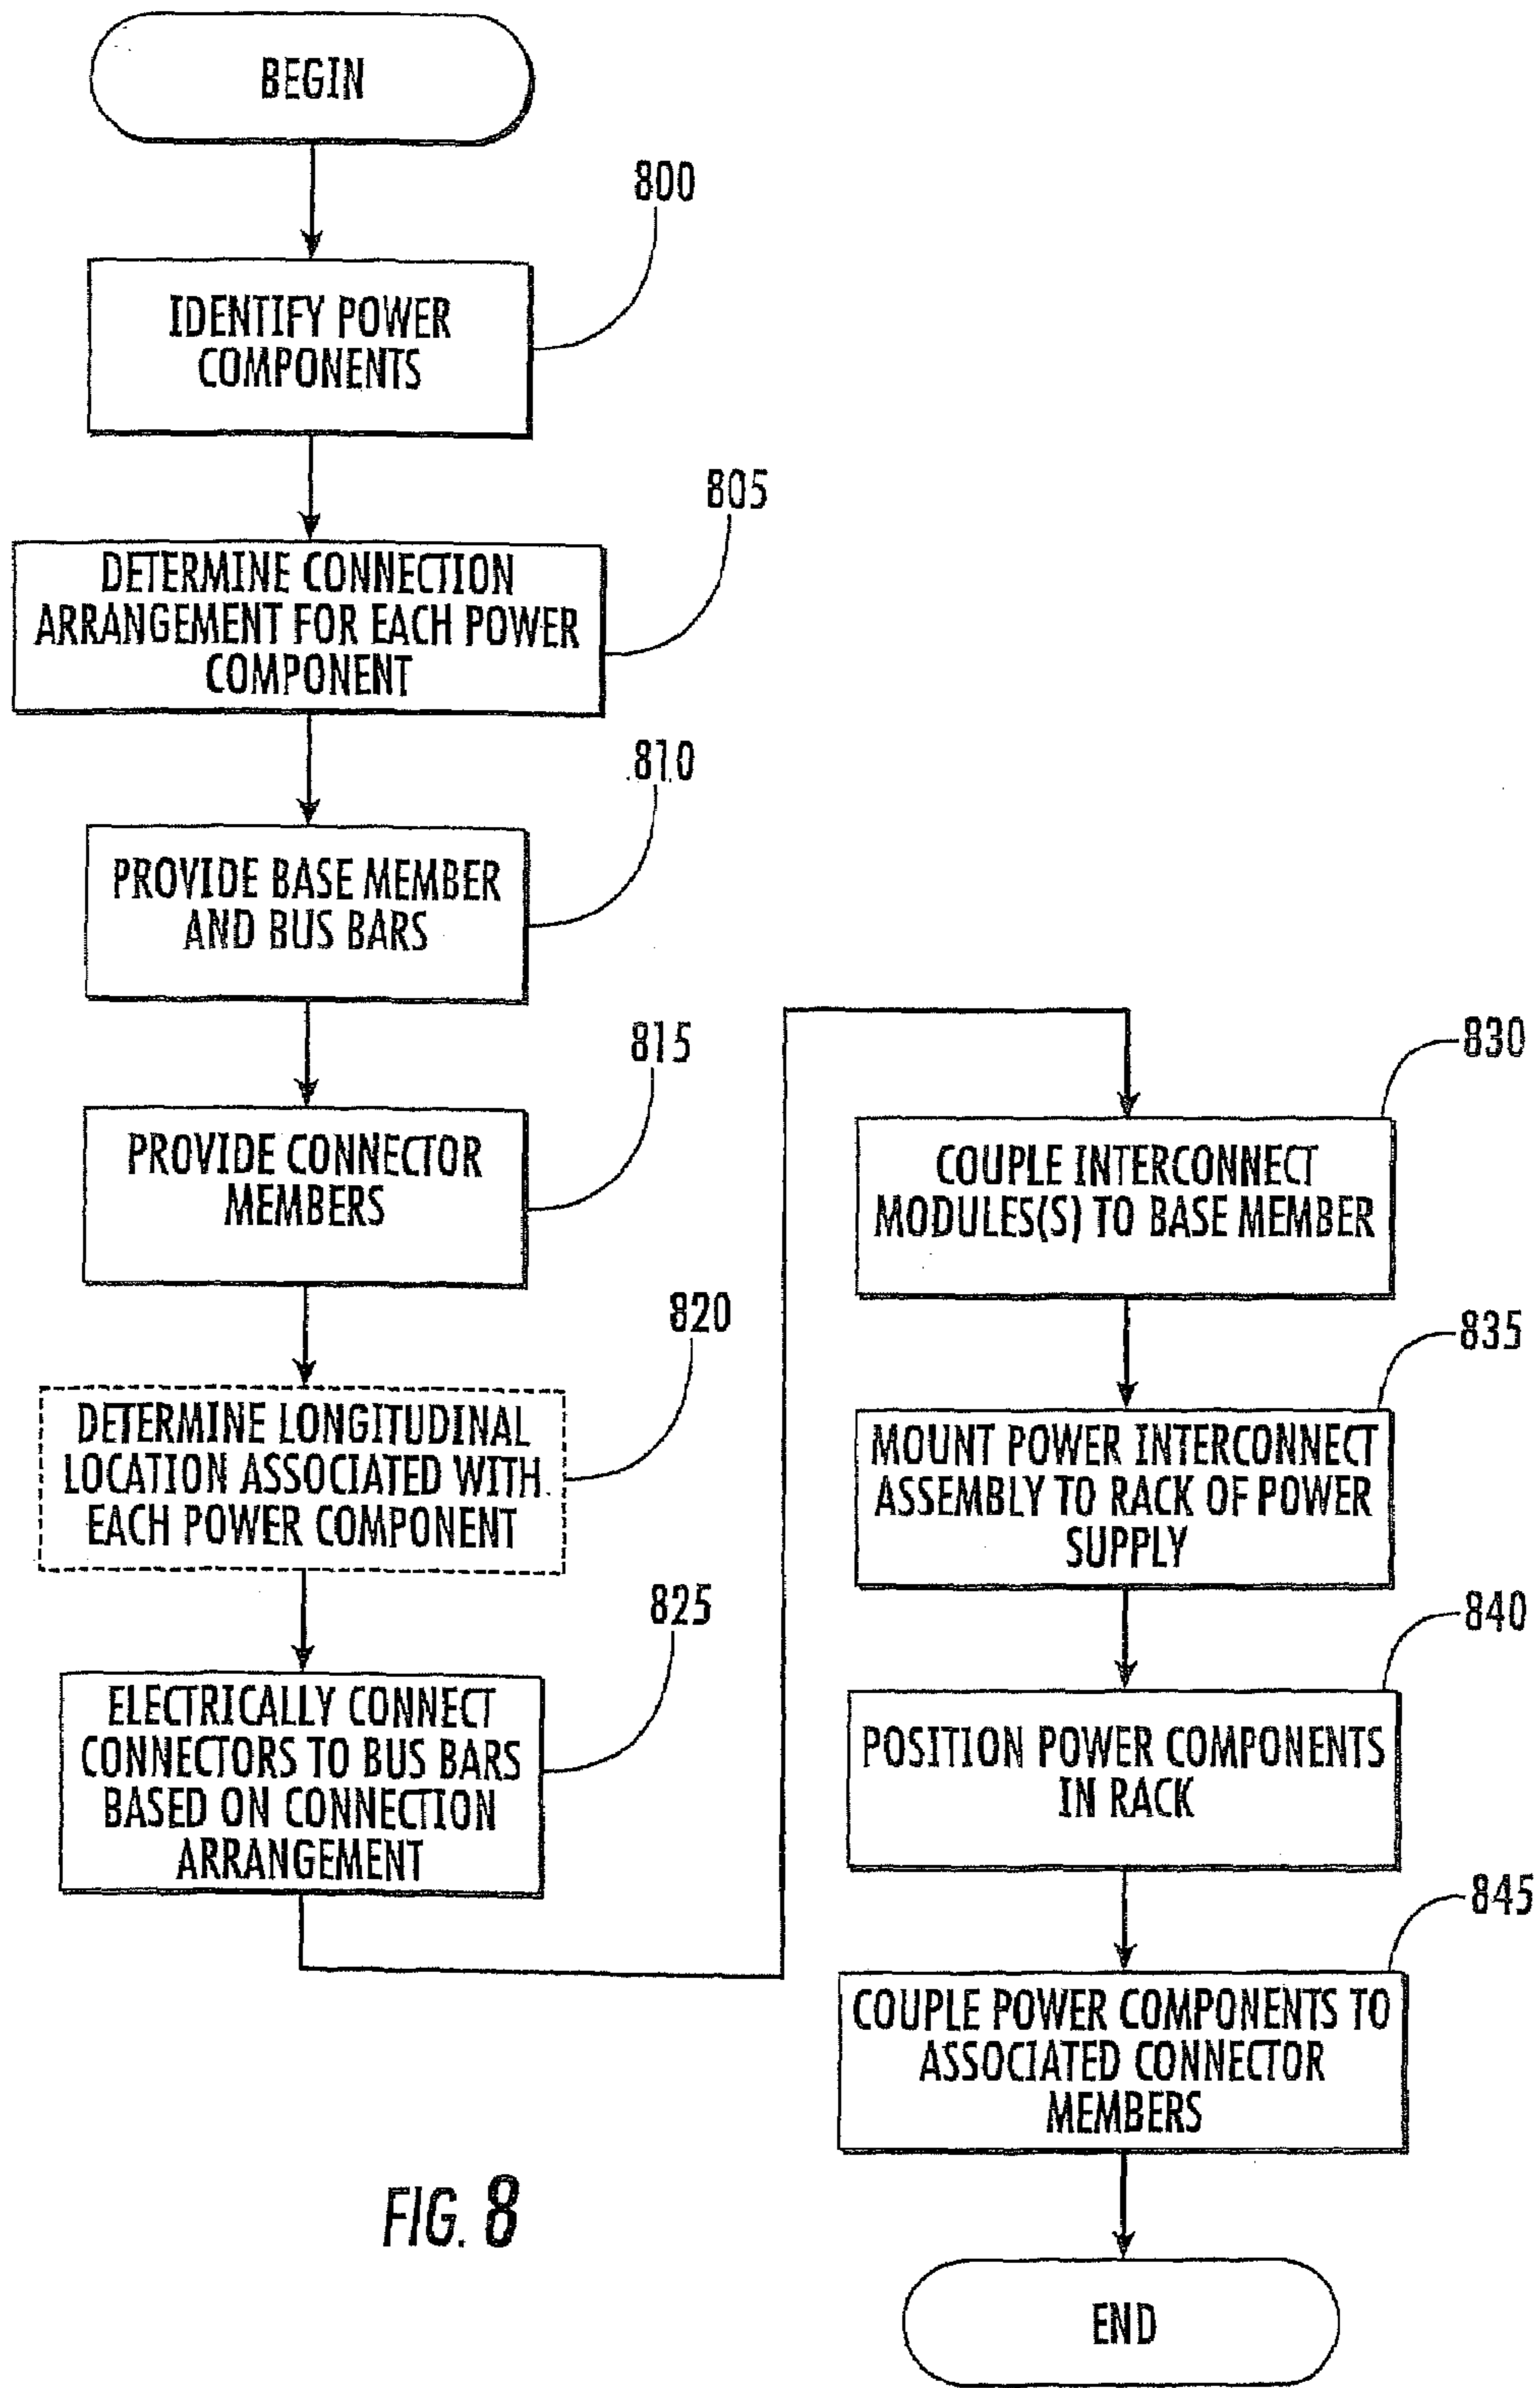 BEGIN
800
IDENTIFY POWER
COMPONENTS
805
DETERMINE CONNECTION
ARRANGEMENT FOR EACH POWER
COMPONENT
810
PROVIDE BASE MEMBER
AND BUS BARS
815
PROVIDE CONNECTOR
MEMBERS
820
DETERMINE LONGITUDINAL
LOCATION ASSOCIATED WITH
EACH POWER COMPONENT
825
ELECTRICALLY CONNECT
CONNECTORS TO BUS BARS
BASED ON CONNECTION
ARRANGEMENT
830
COUPLE INTERCONNECT
MODULES(S) TO BASE MEMBER
835
MOUNT POWER INTERCONNECT
ASSEMBLY TO RACK OF POWER
SUPPLY
840
POSITION POWER COMPONENTS
IN RACK
845
COUPLE POWER COMPONENTS TO
ASSOCIATED CONNECTOR
MEMBERS
END
FIG. 8